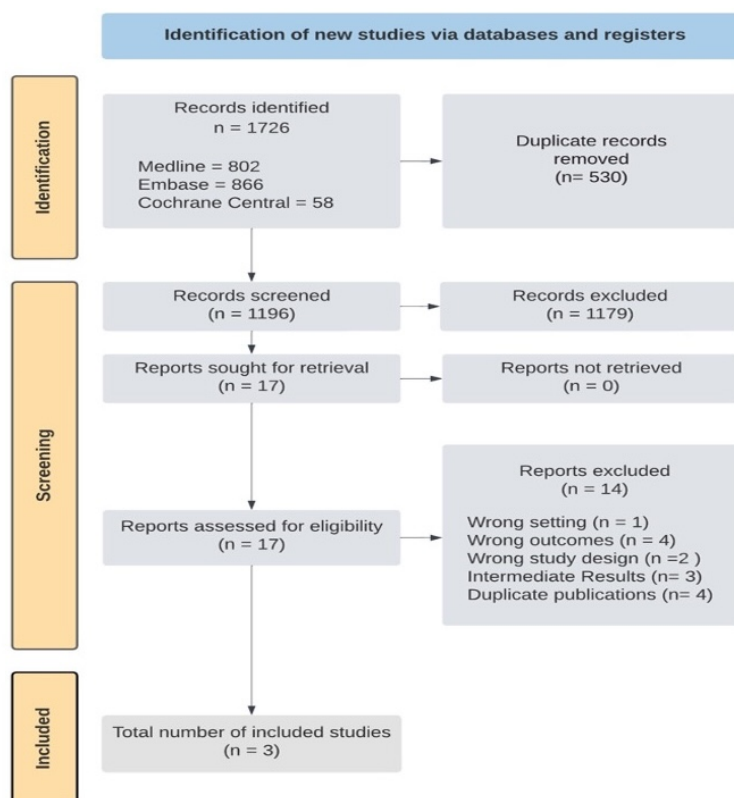 Identification of new studies via databases and registers
Identification
Records identified
n = 1726
Medline = 802
Embase = 866
Cochrane Central = 58
Duplicate records
removed
(n= 530)
Screening
Records screened
(n = 1196)
Records excluded
(n = 1179)
Reports sought for retrieval
(n = 17)
Reports not retrieved
(n = 0)
Reports assessed for eligibility
(n = 17)
Reports excluded
(n = 14)
Wrong setting (n = 1)
Wrong outcomes (n = 4)
Wrong study design (n =2 )
Intermediate Results (n= 3)
Duplicate publications (n= 4)
Included
Total number of included studies
(n = 3)